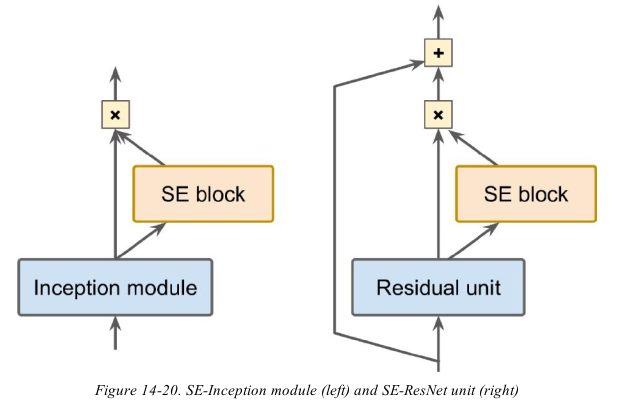 +
×
×
SE block
SE block
Inception module
Residual unit
Figure 14-20. SE-Inception module (left) and SE-ResNet unit (right)